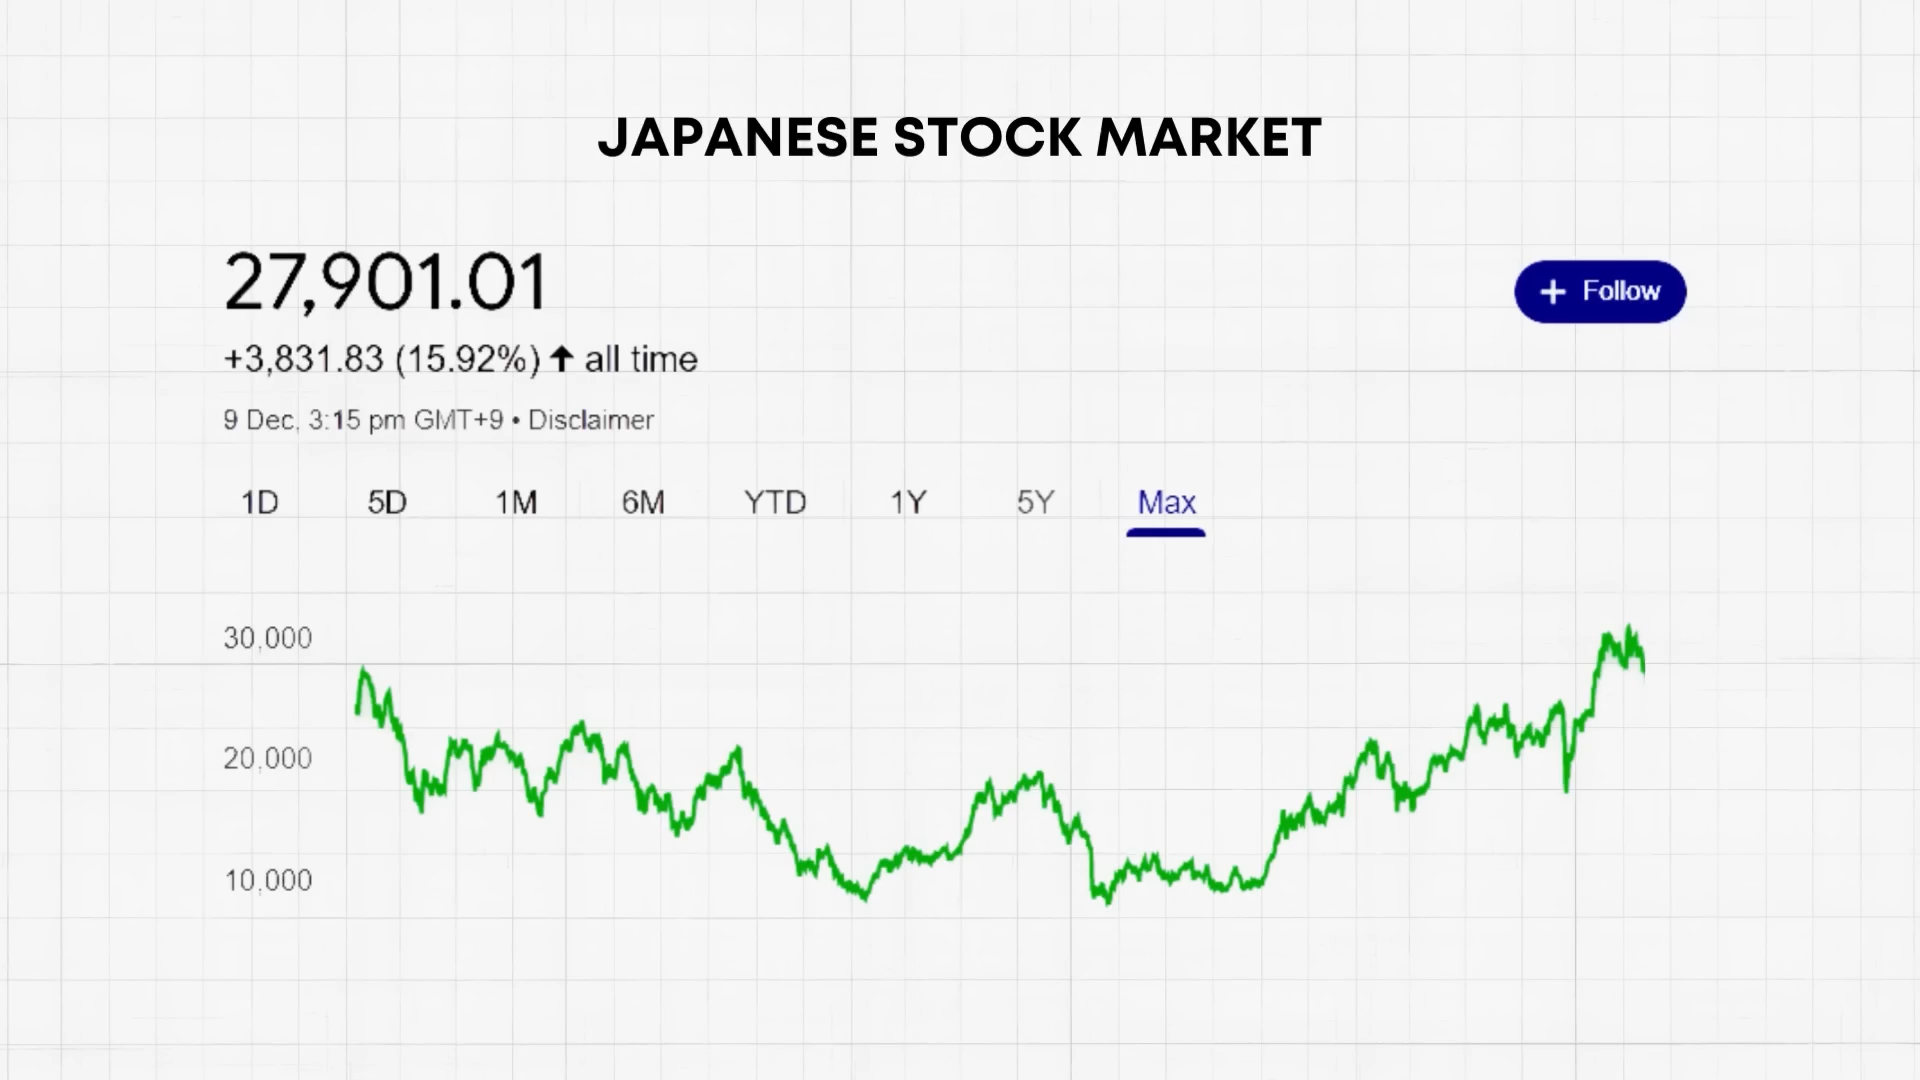 JAPANESE STOCK MARKET
27,901.01
+ Follow
+3,831.83 (15.92%) ↑ all time
9 Dec, 3:15 pm GMT+9 • Disclaimer
1D 5D 1M 6M YTD 1Y 5Y Max
30,000
20,000
10,000